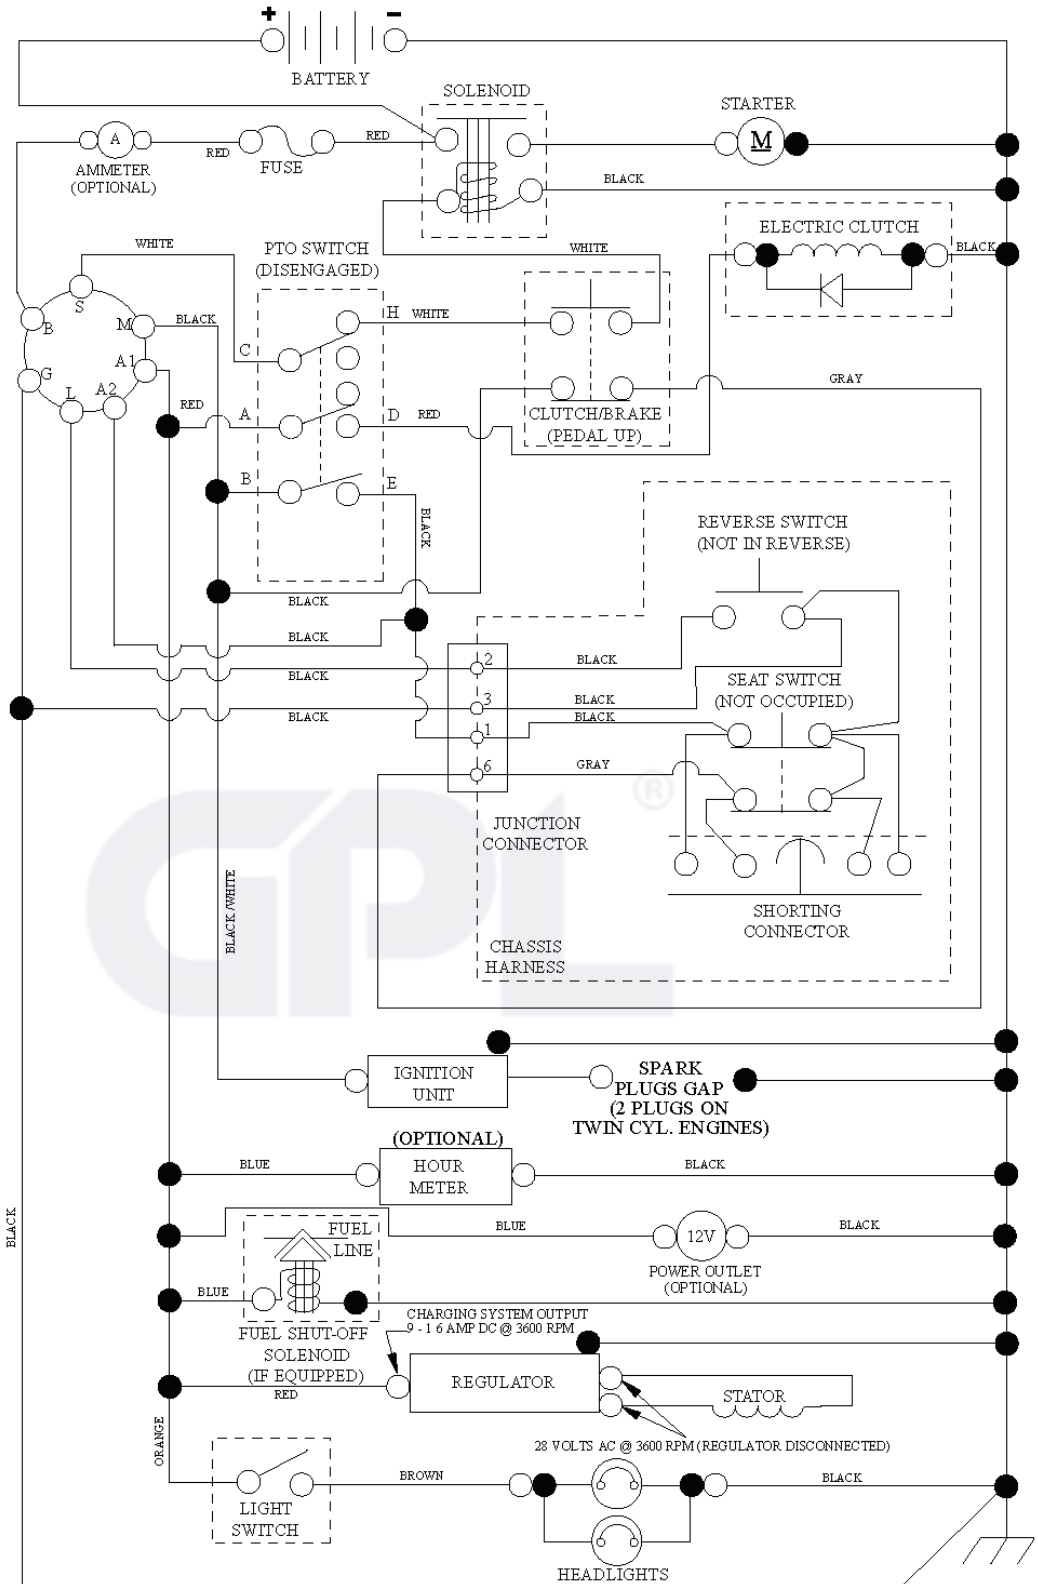 + −
BATTERY
SOLENOID
STARTER
A
AMMETER
(OPTIONAL)
RED
FUSE
RED
M
BLACK
WHITE
PTO SWITCH
(DISENGAGED)
WHITE
ELECTRIC CLUTCH
BLACK
S
B
M
G
A1
L
A2
BLACK
RED
C
A
B
H
WHITE
D
RED
E
BLACK
CLUTCH/BRAKE
(PEDAL UP)
GRAY
REVERSE SWITCH
(NOT IN REVERSE)
BLACK
BLACK
BLACK
BLACK
2
BLACK
3
BLACK
1
BLACK
6
GRAY
SEAT SWITCH
(NOT OCCUPIED)
GPL
®
JUNCTION
CONNECTOR
SHORTING
CONNECTOR
CHASSIS
HARNESS
BLACK /WHITE
IGNITION
UNIT
SPARK
PLUGS GAP
(2 PLUGS ON
TWIN CYL. ENGINES)
(OPTIONAL)
HOUR
METER
BLUE
BLACK
BLACK
BLUE
12V
BLACK
POWER OUTLET
(OPTIONAL)
FUEL
LINE
BLUE
FUEL SHUT-OFF
SOLENOID
(IF EQUIPPED)
CHARGING SYSTEM OUTPUT
9 - 1 6 AMP DC @ 3600 RPM
RED
REGULATOR
STATOR
28 VOLTS AC @ 3600 RPM (REGULATOR DISCONNECTED)
ORANGE
LIGHT
SWITCH
BROWN
BLACK
HEADLIGHTS